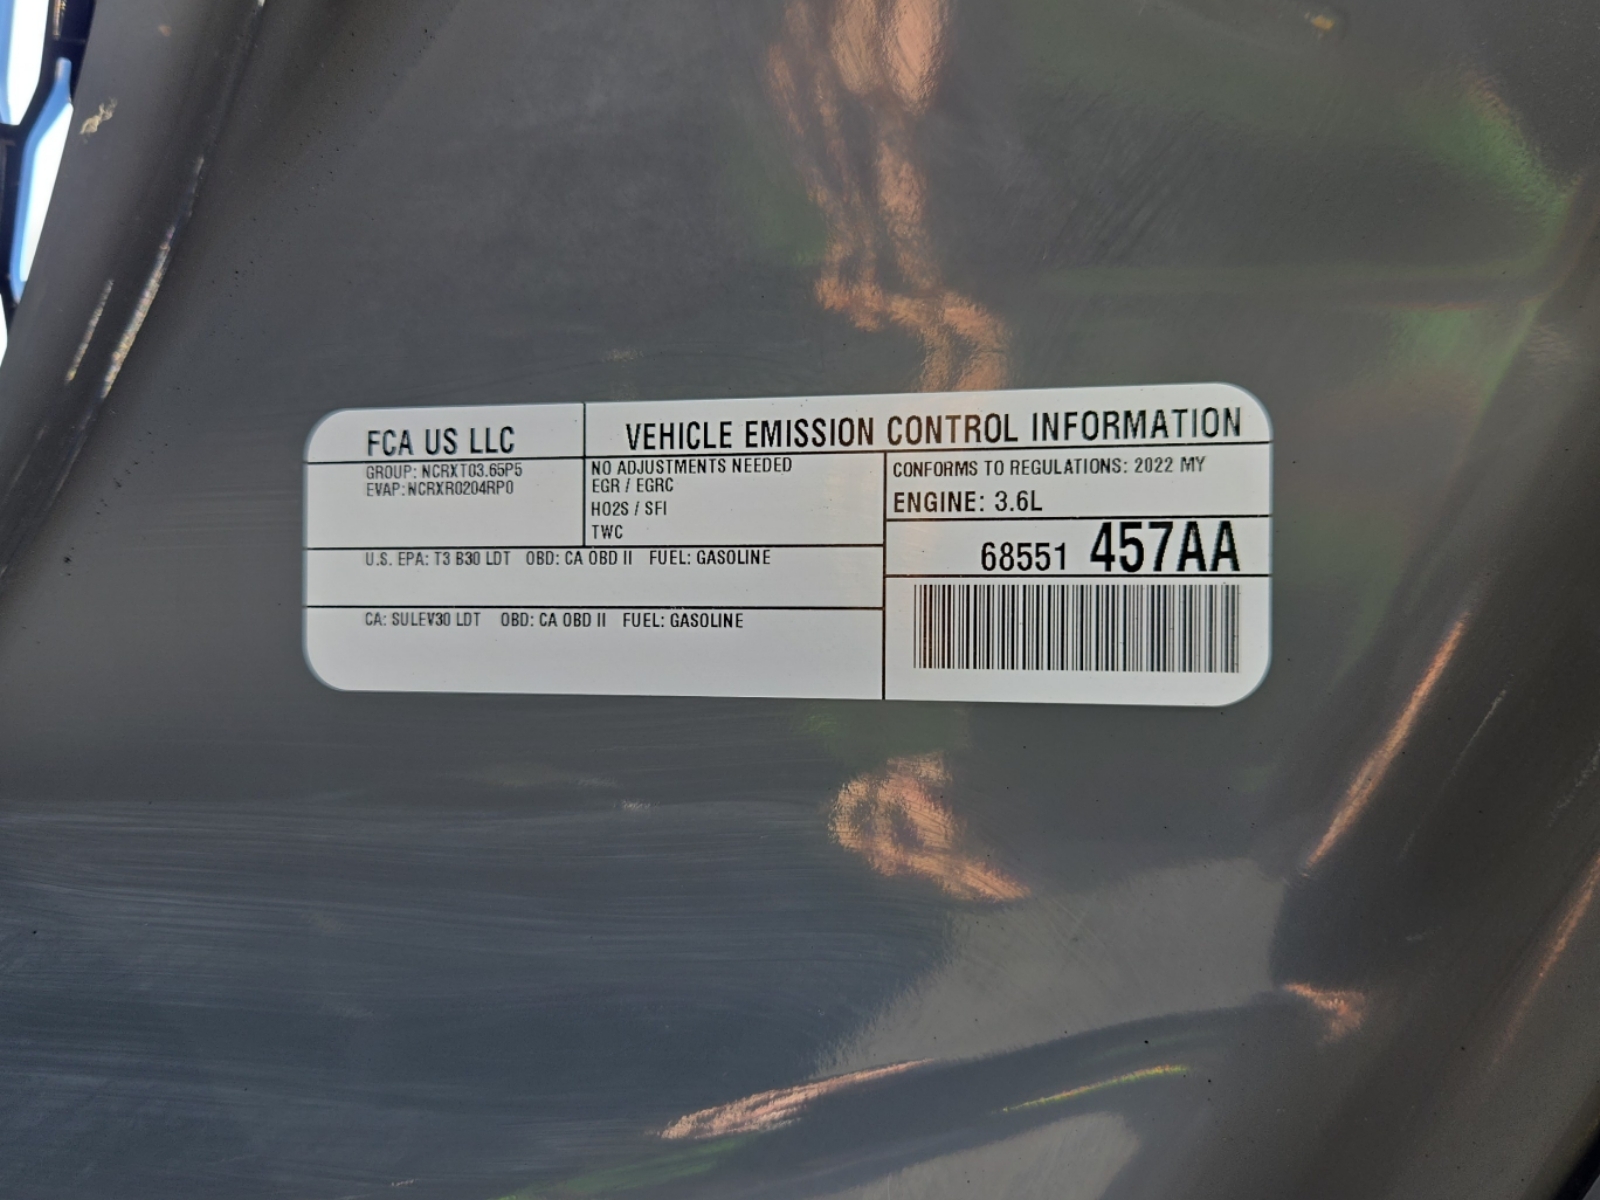 FCA US LLC
VEHICLE EMISSION CONTROL INFORMATION
GROUP: NCRXT03.65P5
EVAP: NCRXR0204RP0
NO ADJUSTMENTS NEEDED
EGR / EGRC
HO2S / SFI
TWC
CONFORMS TO REGULATIONS: 2022 MY
ENGINE: 3.6L
68551 457AA
U.S. EPA: T3 B30 LDT OBD: CA OBD II FUEL: GASOLINE
CA: SULEV30 LDT OBD: CA OBD II FUEL: GASOLINE